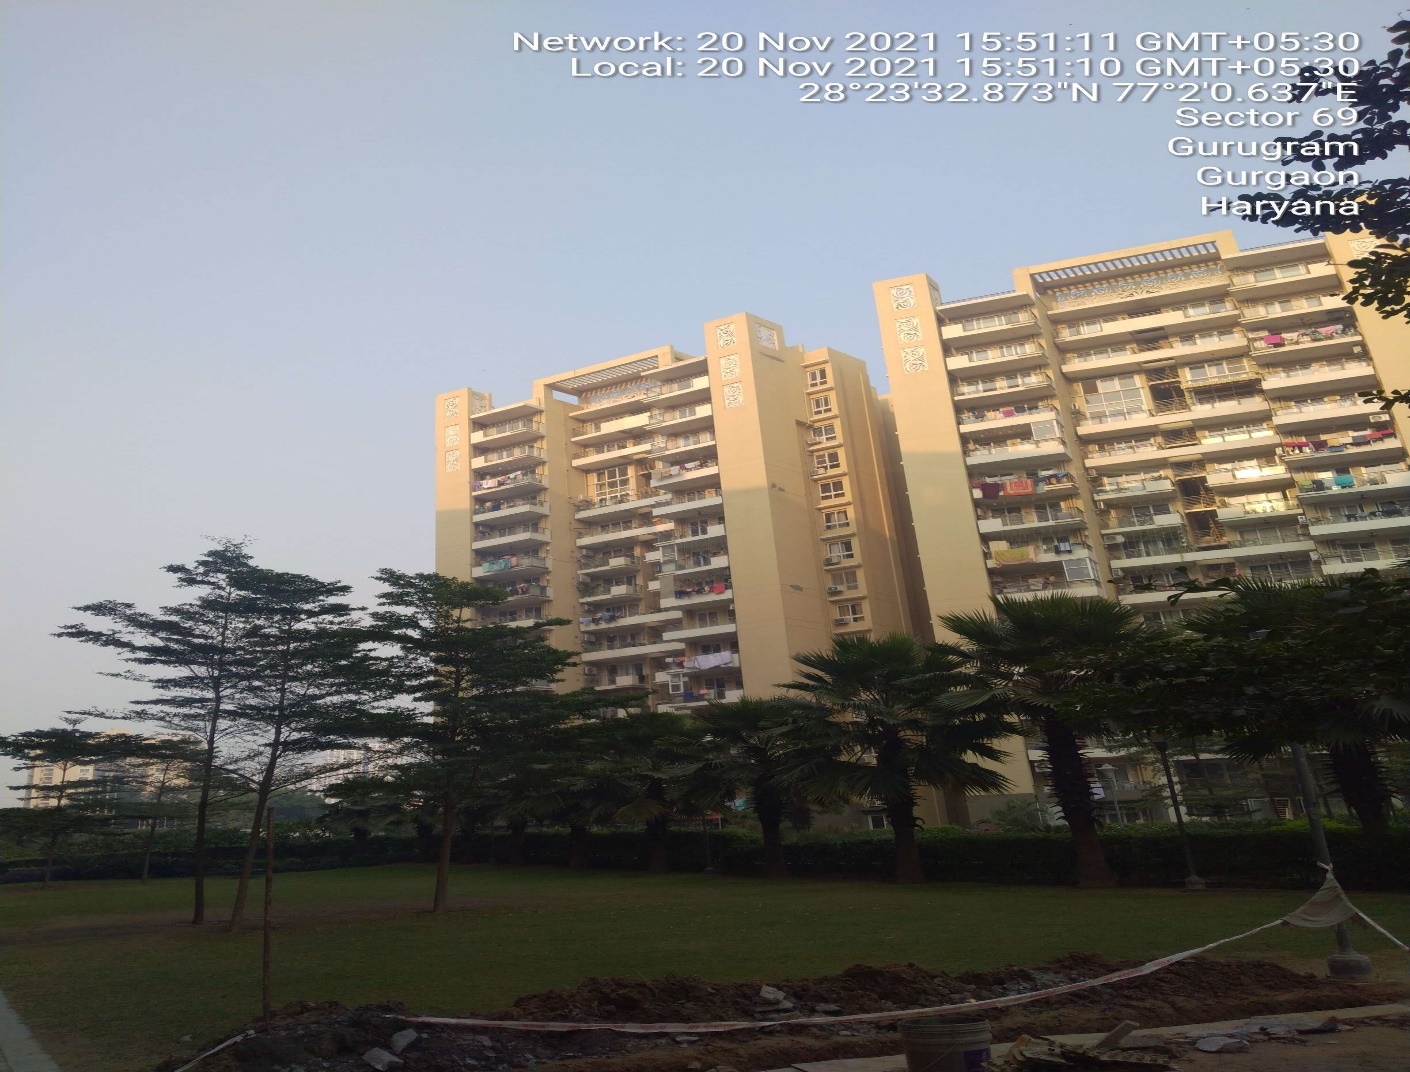 Network: 20 Nov 2021 15:51:11 GMT+05:30
Local: 20 Nov 2021 15:51:10 GMT+05:30
28°23'32.873"N 77°2'0.637"E
Sector 69
Gurugram
Gurgaon
Haryana